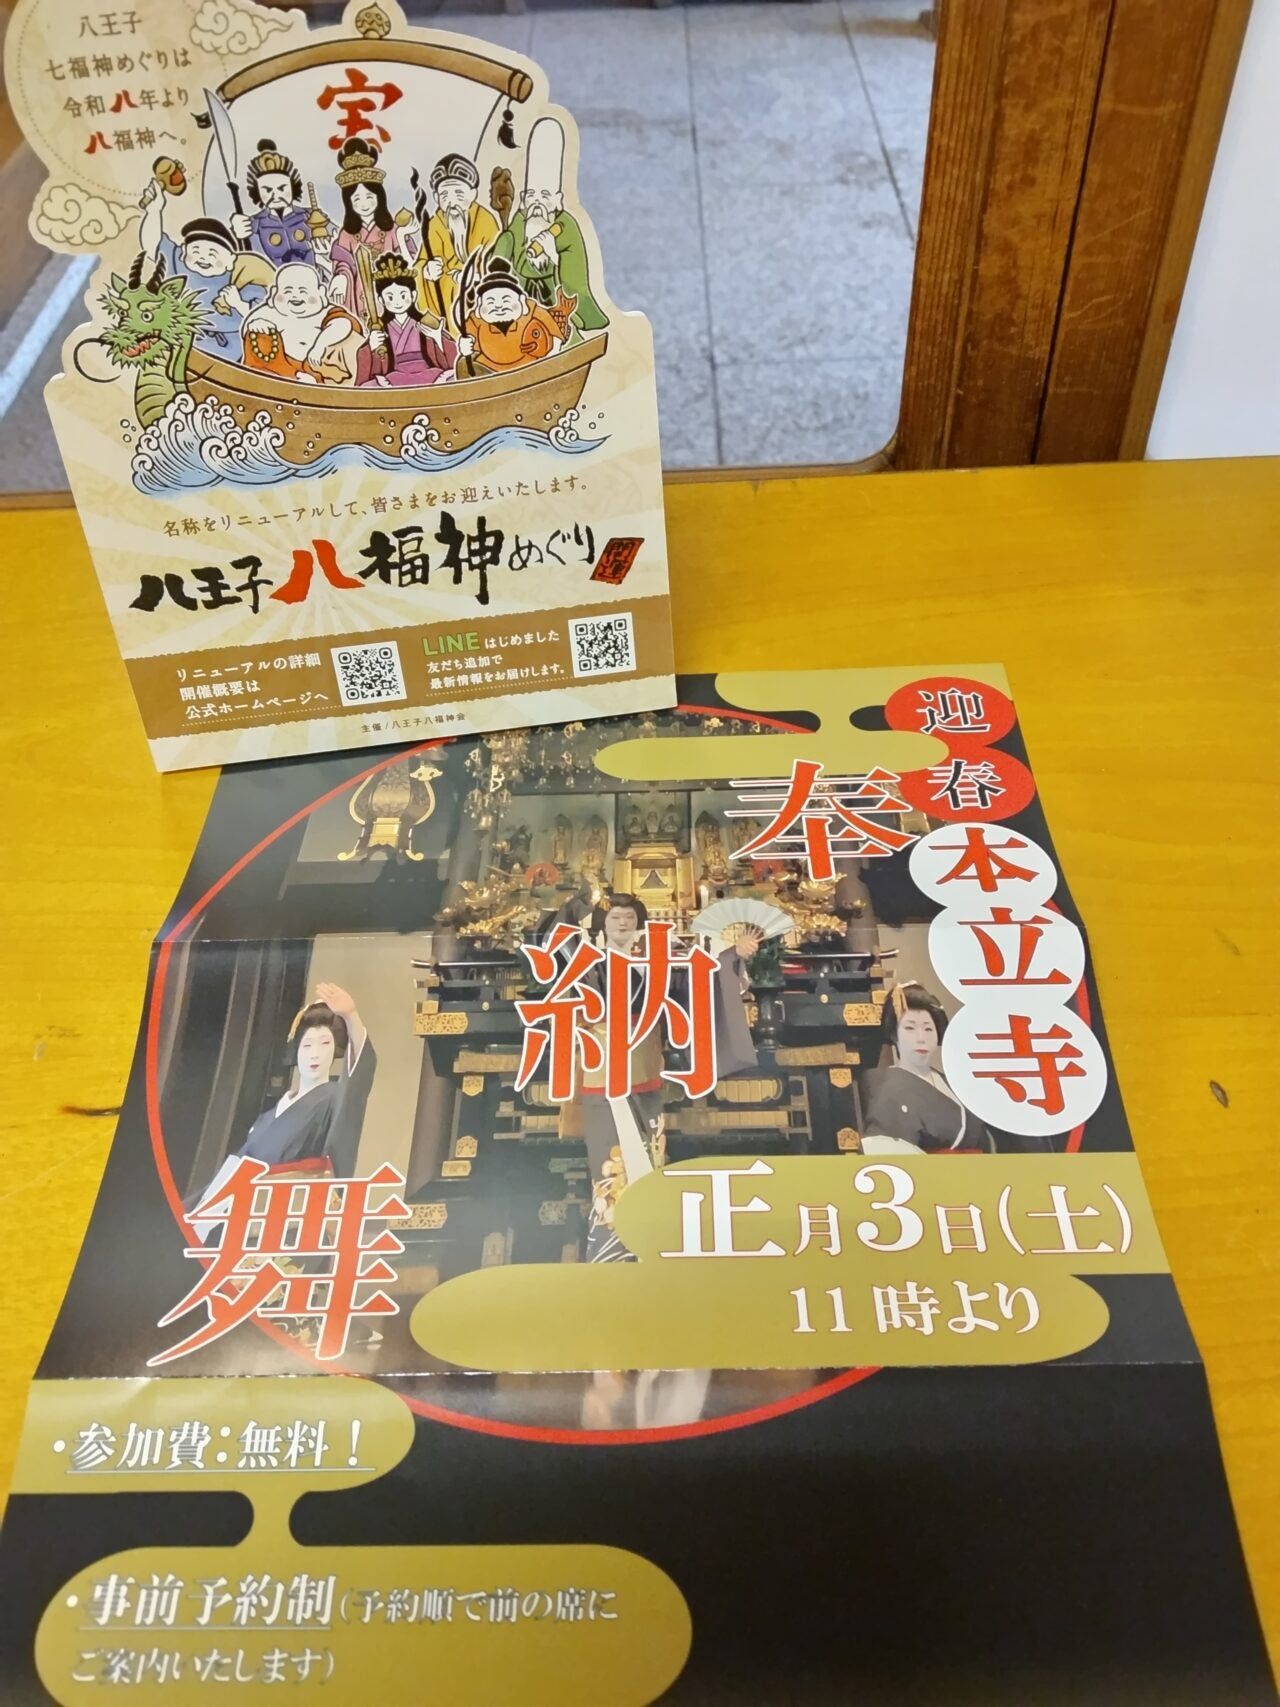 八王子
七福神めぐりは
令和八年より
八福神へ。
宝
名称をリニューアルして、皆さまをお迎えいたします。
八王子八福神めぐり
リニューアルの詳細
開催概要は
公式ホームページへ
LINEはじめました
友だち追加で
最新情報をお届けします。
主催/八王子八福神会
迎春
本立寺
奉納舞
正月3日(土)
11時より
・参加費:無料!
・事前予約制(予約順で前の席に
ご案内いたします)